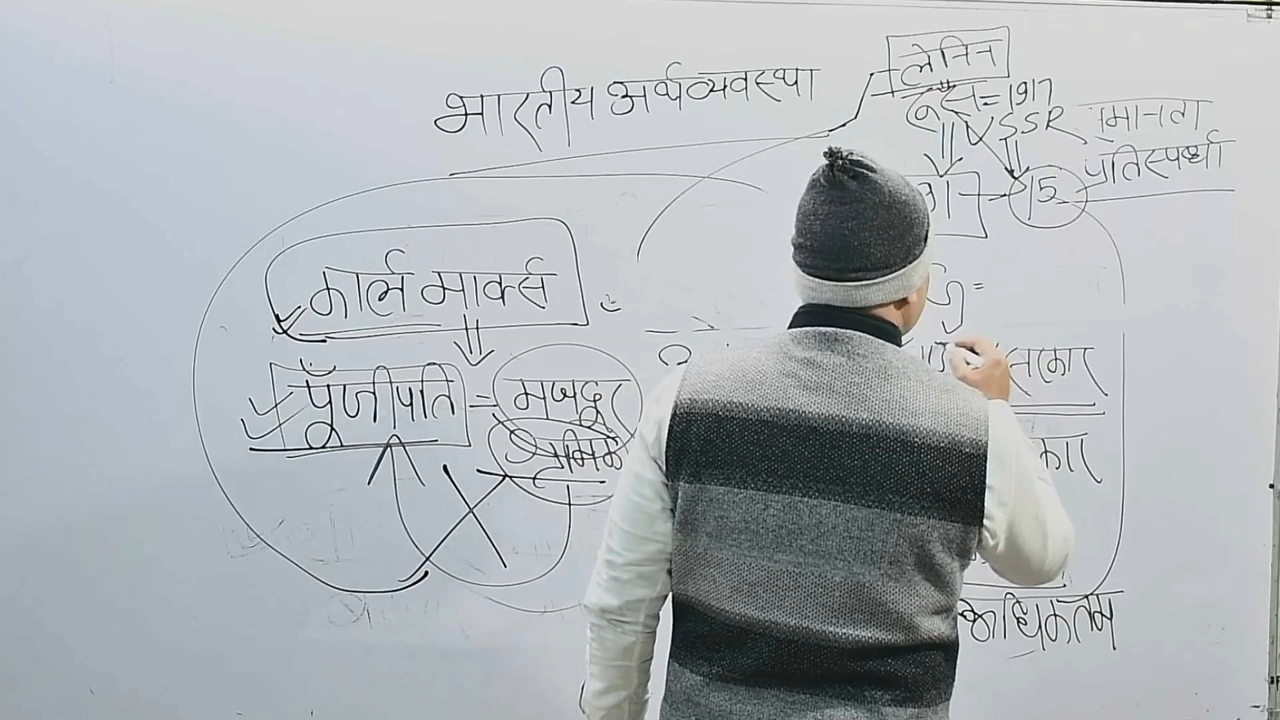 भारतीय अर्थव्यवस्था
लेनिन
रूस = 1917
USSR
समानता
प्रतिस्पर्धा
15
कार्ल मार्क्स
पूँजीपति = मजदूर
श्रमिक
कार
अधिकतम